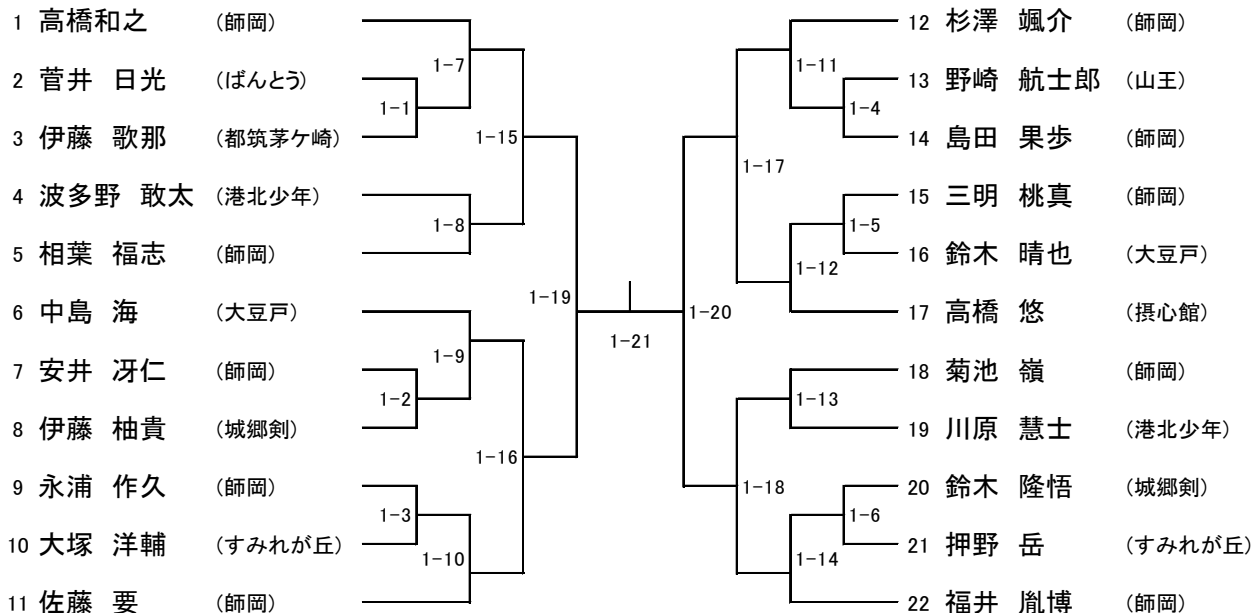 1 高橋和之 (師岡)
2 菅井 日光 (ばんとう)
3 伊藤 歌那 (都筑茅ケ崎)
4 波多野 敢太 (港北少年)
5 相葉 福志 (師岡)
6 中島 海 (大豆戸)
7 安井 冴仁 (師岡)
8 伊藤 柚貴 (城郷剣)
9 永浦 作久 (師岡)
10 大塚 洋輔 (すみれが丘)
11 佐藤 要 (師岡)
1-1
1-2
1-3
1-7
1-8
1-9
1-10
1-15
1-16
1-19
1-21
1-20
1-17
1-18
1-11
1-12
1-13
1-14
1-4
1-5
1-6
12 杉澤 颯介 (師岡)
13 野崎 航士郎 (山王)
14 島田 果歩 (師岡)
15 三明 桃真 (師岡)
16 鈴木 晴也 (大豆戸)
17 高橋 悠 (摂心館)
18 菊池 嶺 (師岡)
19 川原 慧士 (港北少年)
20 鈴木 隆悟 (城郷剣)
21 押野 岳 (すみれが丘)
22 福井 胤博 (師岡)